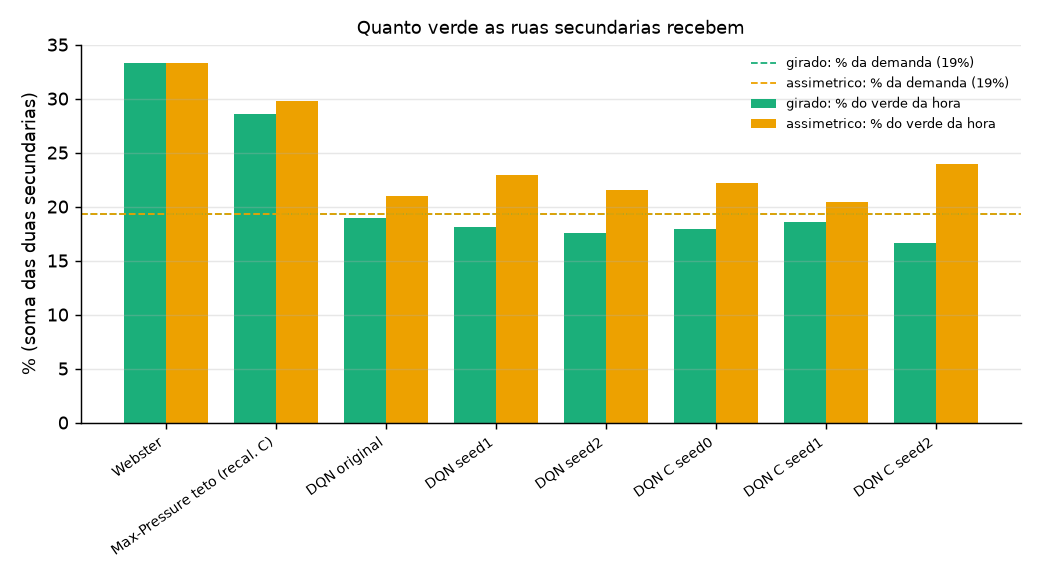 Quanto verde as ruas secundarias recebem
% (soma das duas secundarias)
35
30
25
20
15
10
5
0
girado: % da demanda (19%)
assimetrico: % da demanda (19%)
girado: % do verde da hora
assimetrico: % do verde da hora
Webster
Max-Pressure teto (recal. C)
DQN original
DQN seed1
DQN seed2
DQN C seed0
DQN C seed1
DQN C seed2